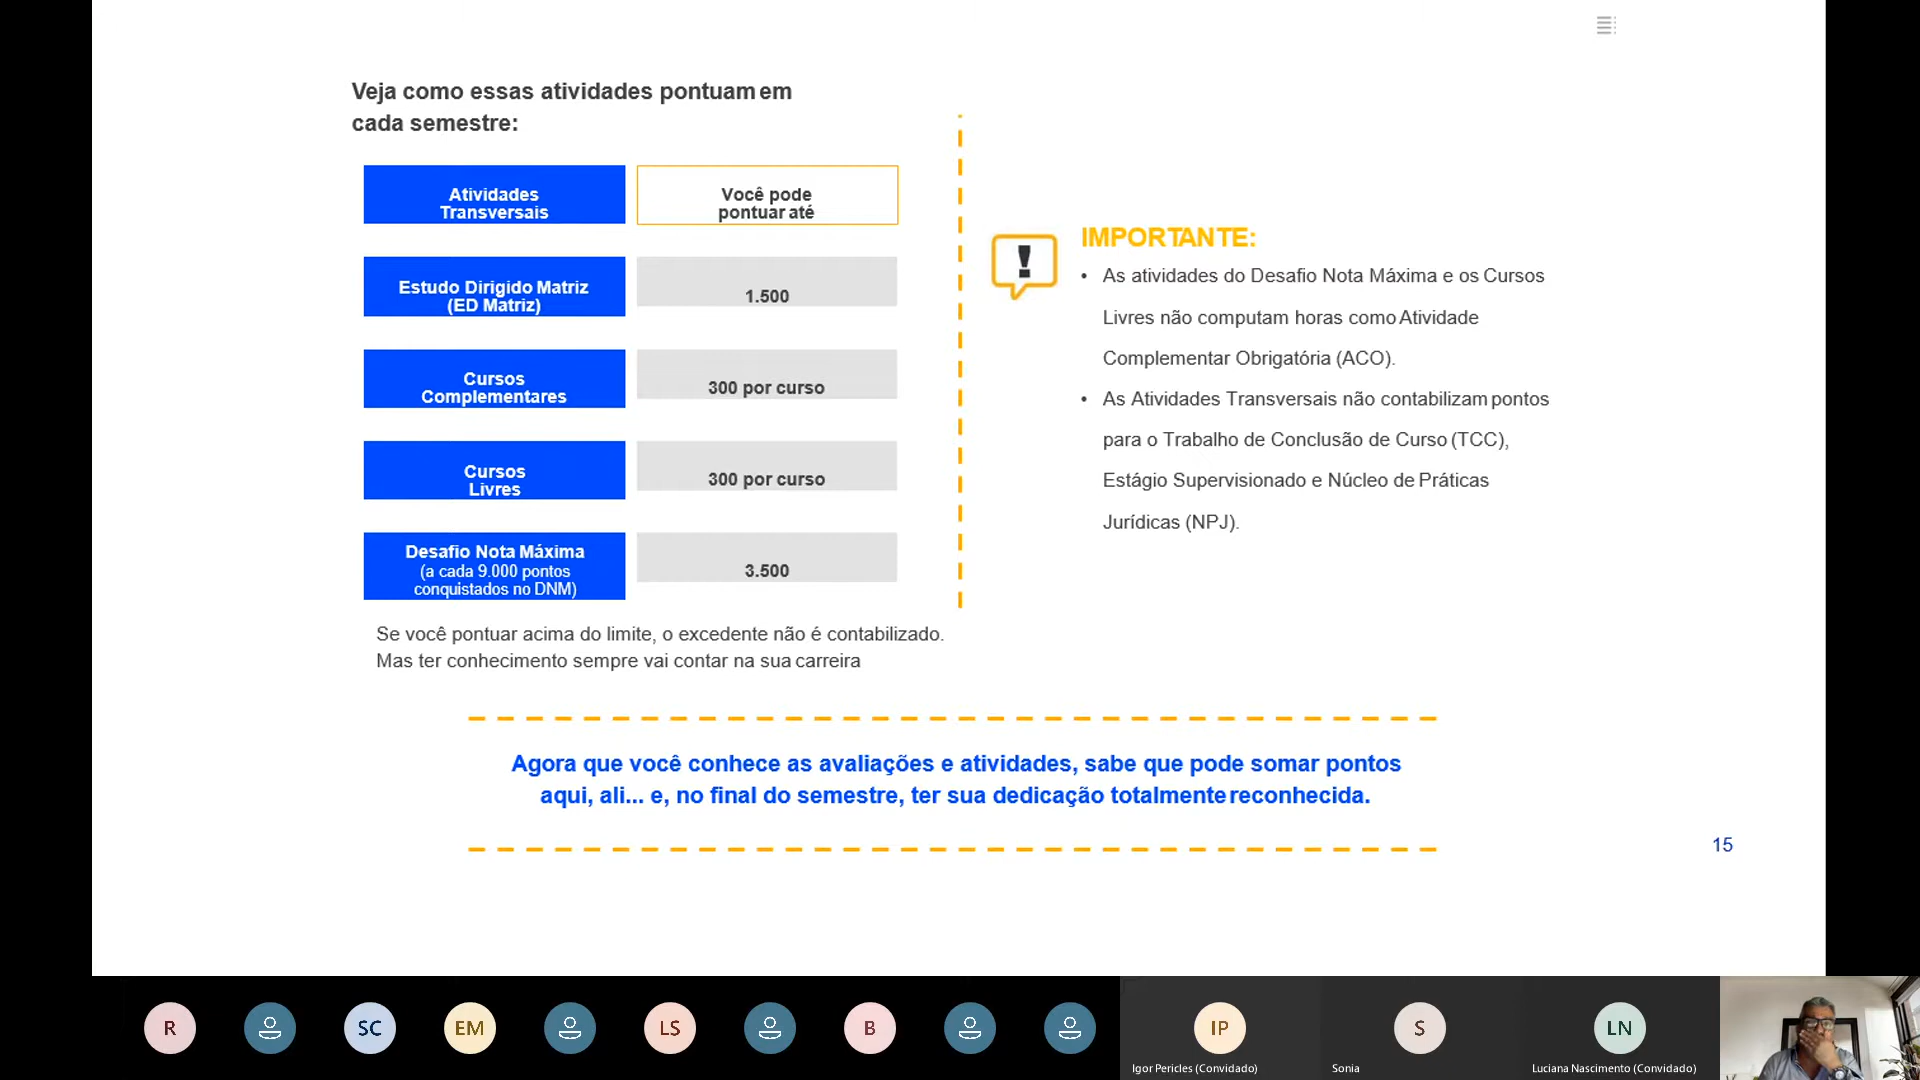 Veja como essas atividades pontuam em
cada semestre:
Atividades
Transversais
Você pode
pontuar até
Estudo Dirigido Matriz
(ED Matriz)
1.500
Cursos
Complementares
300 por curso
Cursos
Livres
300 por curso
Desafio Nota Máxima
(a cada 9.000 pontos
conquistados no DNM)
3.500
Se você pontuar acima do limite, o excedente não é contabilizado.
Mas ter conhecimento sempre vai contar na sua carreira
!
IMPORTANTE:
• As atividades do Desafio Nota Máxima e os Cursos
Livres não computam horas como Atividade
Complementar Obrigatória (ACO).
• As Atividades Transversais não contabilizam pontos
para o Trabalho de Conclusão de Curso (TCC),
Estágio Supervisionado e Núcleo de Práticas
Jurídicas (NPJ).
Agora que você conhece as avaliações e atividades, sabe que pode somar pontos
aqui, ali... e, no final do semestre, ter sua dedicação totalmente reconhecida.
15
R
SC
EM
LS
B
IP
S
LN
Igor Pericles (Convidado)
Sonia
Luciana Nascimento (Convidado)